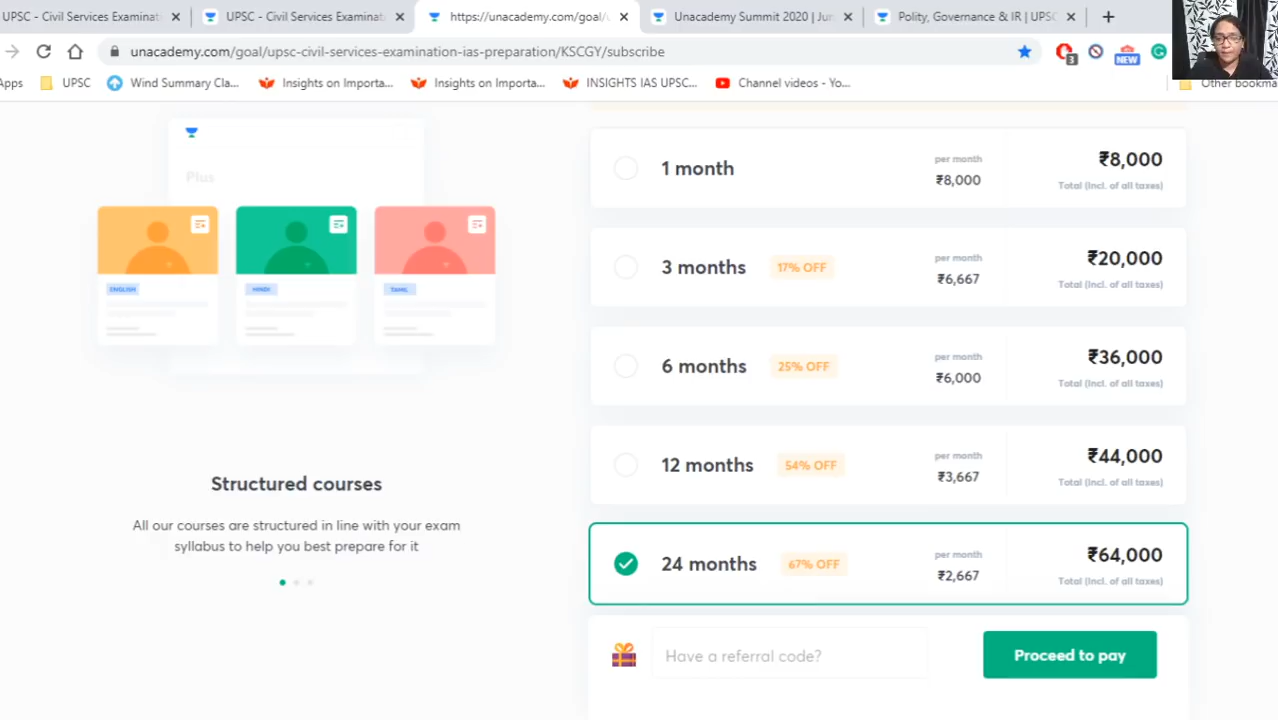 UPSC - Civil Services Examinat
UPSC - Civil Services Examinat
https://unacademy.com/goal/u
Unacademy Summit 2020 | Jun
Polity, Governance & IR | UPSC
unacademy.com/goal/upsc-civil-services-examination-ias-preparation/KSCGY/subscribe
3
NEW
Apps
UPSC
Wind Summary Cla...
Insights on Importa...
Insights on Importa...
INSIGHTS IAS UPSC...
Channel videos - Yo...
Other bookma
Plus
ENGLISH
HINDI
TAMIL
Structured courses
All our courses are structured in line with your exam
syllabus to help you best prepare for it
1 month
per month
₹8,000
₹8,000
Total (Incl. of all taxes)
3 months
17% OFF
per month
₹6,667
₹20,000
Total (Incl. of all taxes)
6 months
25% OFF
per month
₹6,000
₹36,000
Total (Incl. of all taxes)
12 months
54% OFF
per month
₹3,667
₹44,000
Total (Incl. of all taxes)
24 months
67% OFF
per month
₹2,667
₹64,000
Total (Incl. of all taxes)
Have a referral code?
Proceed to pay